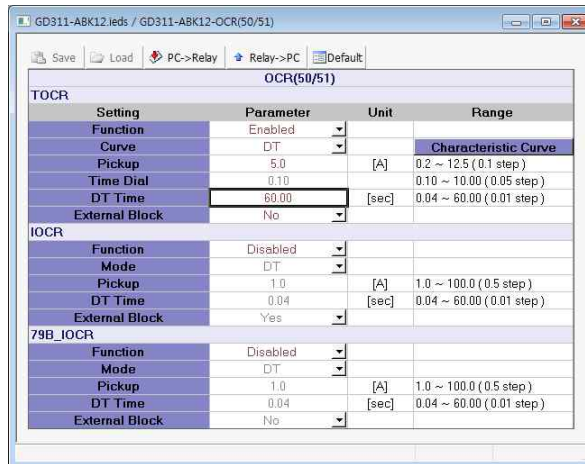 GD311-ABK12.ieds / GD311-ABK12-OCR(50/51)
Save Load PC->Relay Relay->PC Default
OCR(50/51)
TOCR
Setting Parameter Unit Range
Function Enabled
Curve DT Characteristic Curve
Pickup 5.0 [A] 0.2 ~ 12.5 ( 0.1 step )
Time Dial 0.10 0.10 ~ 10.00 ( 0.05 step )
DT Time 60.00 [sec] 0.04 ~ 60.00 ( 0.01 step )
External Block No
IOCR
Function Disabled
Mode DT
Pickup 1.0 [A] 1.0 ~ 100.0 ( 0.5 step )
DT Time 0.04 [sec] 0.04 ~ 60.00 ( 0.01 step )
External Block Yes
79B_IOCR
Function Disabled
Mode DT
Pickup 1.0 [A] 1.0 ~ 100.0 ( 0.5 step )
DT Time 0.04 [sec] 0.04 ~ 60.00 ( 0.01 step )
External Block No